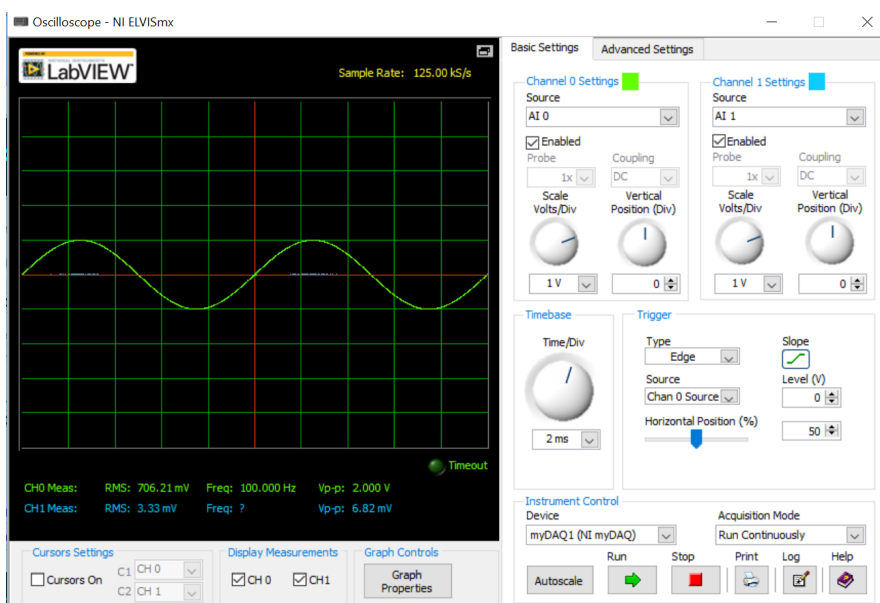 Oscilloscope - NI ELVISmx
LabVIEW
Sample Rate: 125.00 kS/s
Timeout
CH0 Meas: RMS: 706.21 mV Freq: 100.000 Hz Vp-p: 2.000 V
CH1 Meas: RMS: 3.33 mV Freq: ? Vp-p: 6.82 mV
Cursors Settings
Cursors On
C1 CH 0
C2 CH 1
Display Measurements
CH 0 CH1
Graph Controls
Graph
Properties
Basic Settings Advanced Settings
Channel 0 Settings
Source
AI 0
Enabled
Probe Coupling
1x DC
Scale Vertical
Volts/Div Position (Div)
1 V 0
Channel 1 Settings
Source
AI 1
Enabled
Probe Coupling
1x DC
Scale Vertical
Volts/Div Position (Div)
1 V 0
Timebase
Time/Div
2 ms
Trigger
Type Slope
Edge
Source Level (V)
Chan 0 Source 0
Horizontal Position (%)
50
Instrument Control
Device Acquisition Mode
myDAQ1 (NI myDAQ) Run Continuously
Run Stop Print Log Help
Autoscale